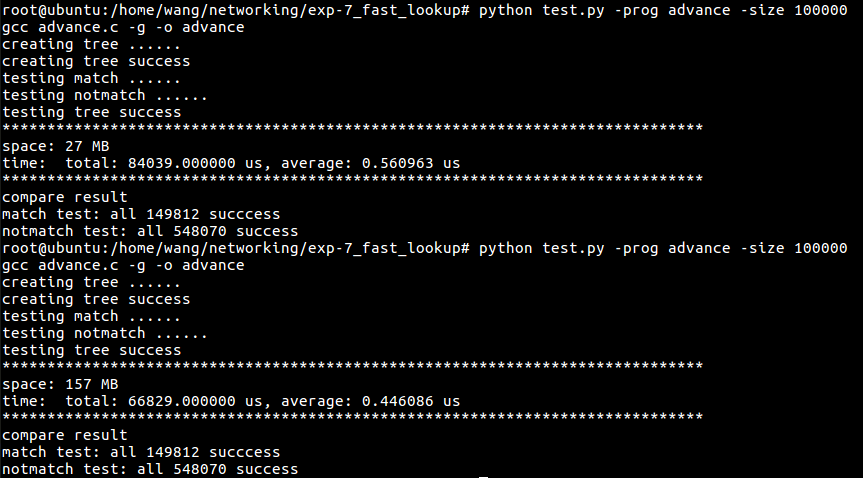 root@ubuntu:/home/wang/networking/exp-7_fast_lookup# python test.py -prog advance -size 100000
gcc advance.c -g -o advance
creating tree ......
creating tree success
testing match ......
testing notmatch ......
testing tree success
******************************************************************************
space: 27 MB
time:  total: 84039.000000 us, average: 0.560963 us
******************************************************************************
compare result
match test: all 149812 succcess
notmatch test: all 548070 success
root@ubuntu:/home/wang/networking/exp-7_fast_lookup# python test.py -prog advance -size 100000
gcc advance.c -g -o advance
creating tree ......
creating tree success
testing match ......
testing notmatch ......
testing tree success
******************************************************************************
space: 157 MB
time:  total: 66829.000000 us, average: 0.446086 us
******************************************************************************
compare result
match test: all 149812 succcess
notmatch test: all 548070 success